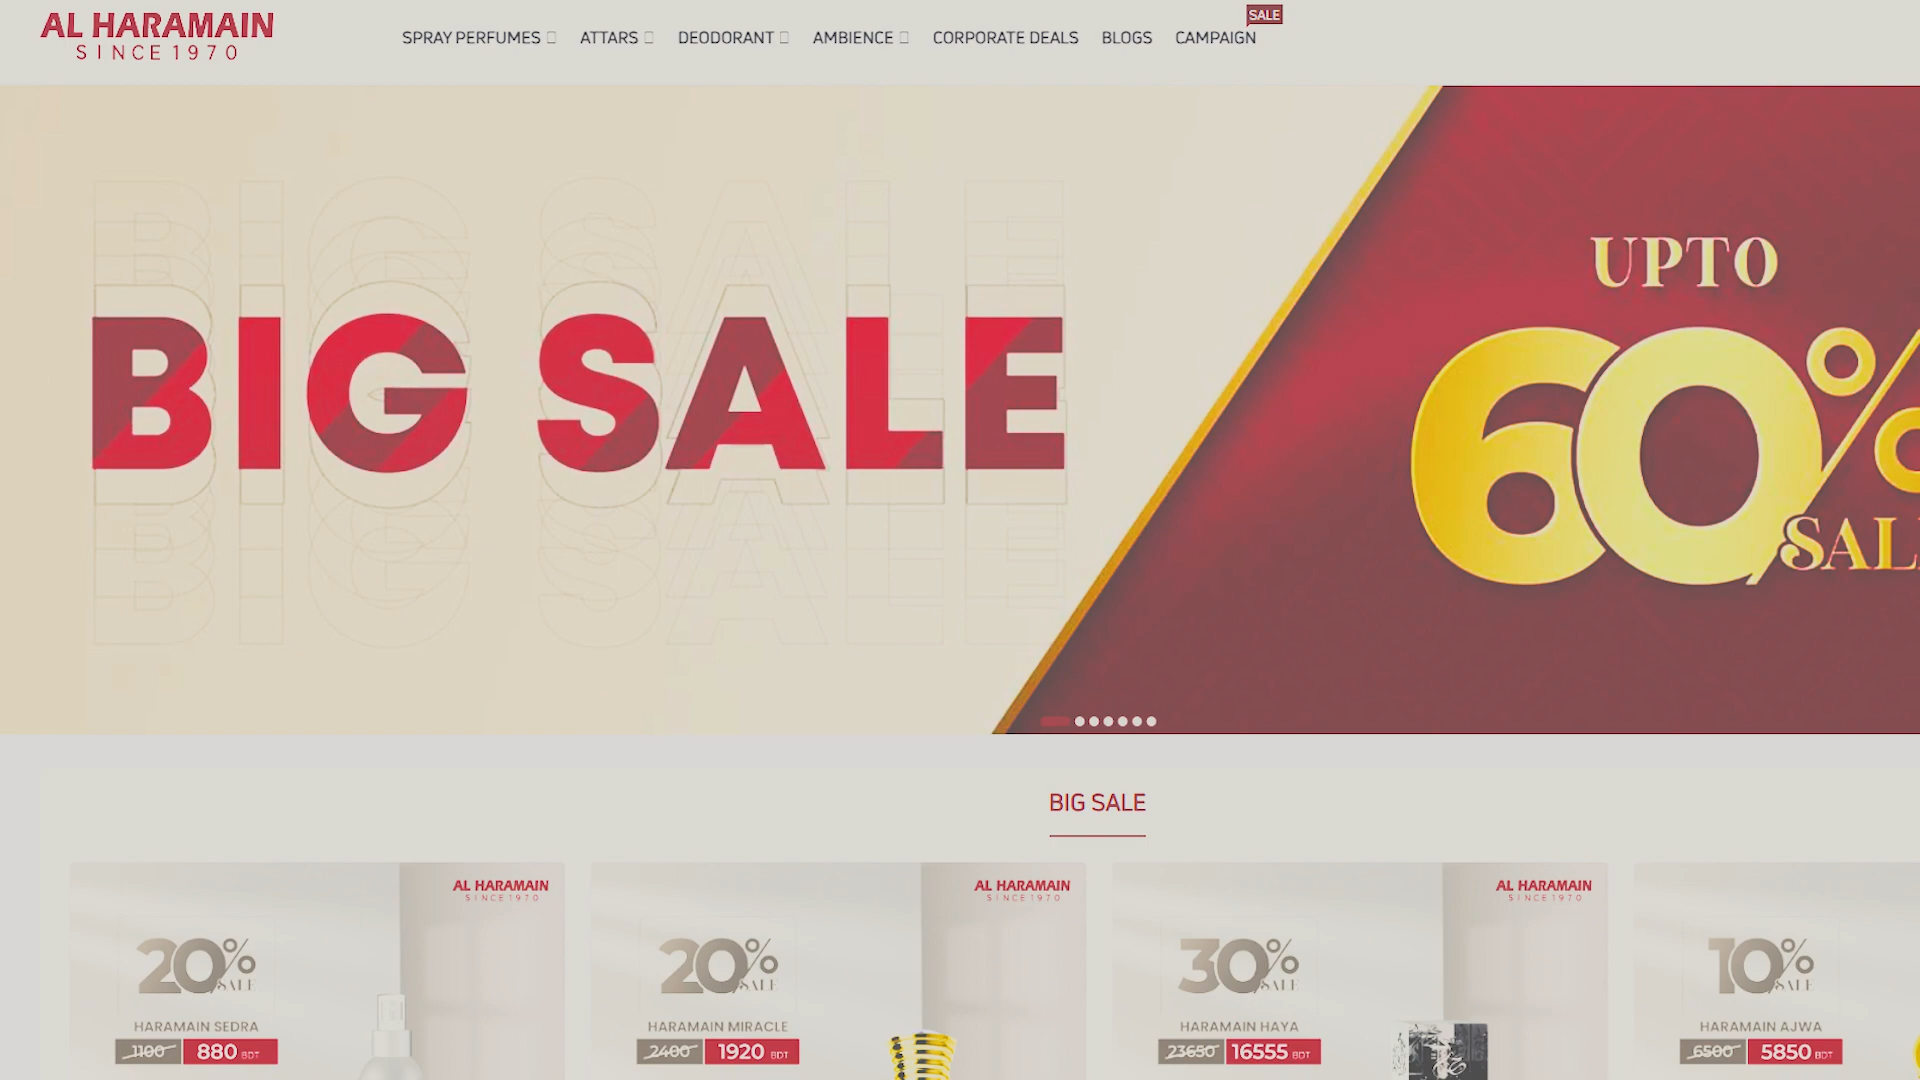 AL HARAMAIN
SINCE 1970
SPRAY PERFUMES ATTARS DEODORANT AMBIENCE CORPORATE DEALS BLOGS CAMPAIGN
SALE
BIG SALE
UPTO
60%
BIG SALE
AL HARAMAIN
SINCE 1970
20%
SALE
HARAMAIN SEDRA
1100 880 BDT
AL HARAMAIN
SINCE 1970
20%
SALE
HARAMAIN MIRACLE
2400 1920 BDT
AL HARAMAIN
SINCE 1970
30%
SALE
HARAMAIN HAYA
23650 16555 BDT
10%
SALE
HARAMAIN AJWA
6500 5850 BDT